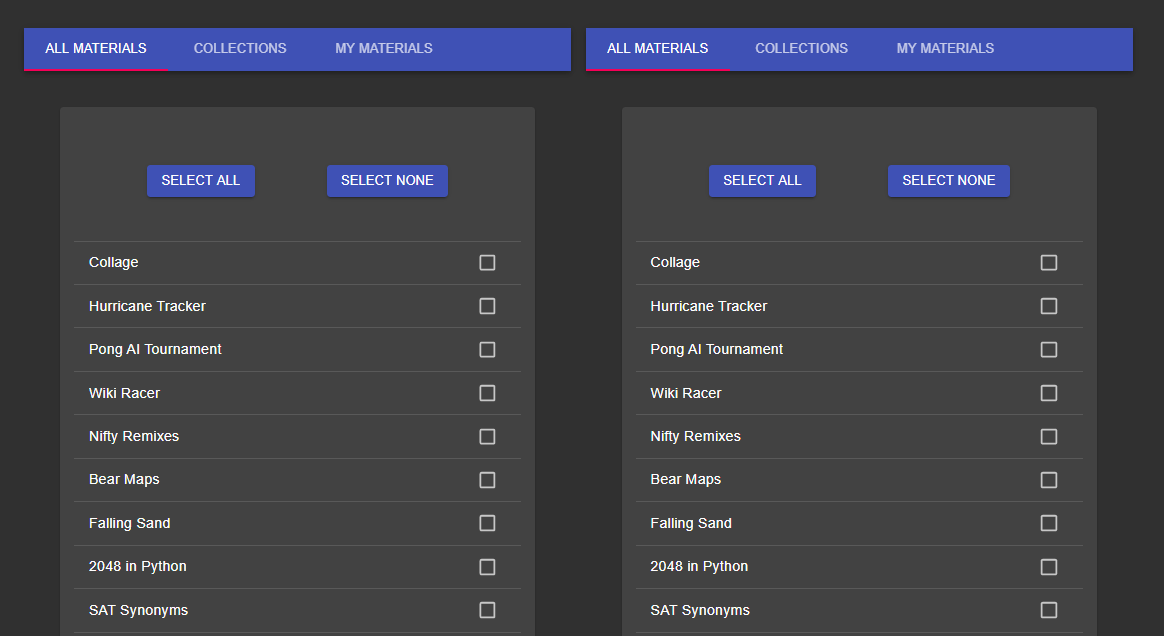 ALL MATERIALS COLLECTIONS MY MATERIALS
SELECT ALL SELECT NONE
Collage
Hurricane Tracker
Pong AI Tournament
Wiki Racer
Nifty Remixes
Bear Maps
Falling Sand
2048 in Python
SAT Synonyms
ALL MATERIALS COLLECTIONS MY MATERIALS
SELECT ALL SELECT NONE
Collage
Hurricane Tracker
Pong AI Tournament
Wiki Racer
Nifty Remixes
Bear Maps
Falling Sand
2048 in Python
SAT Synonyms